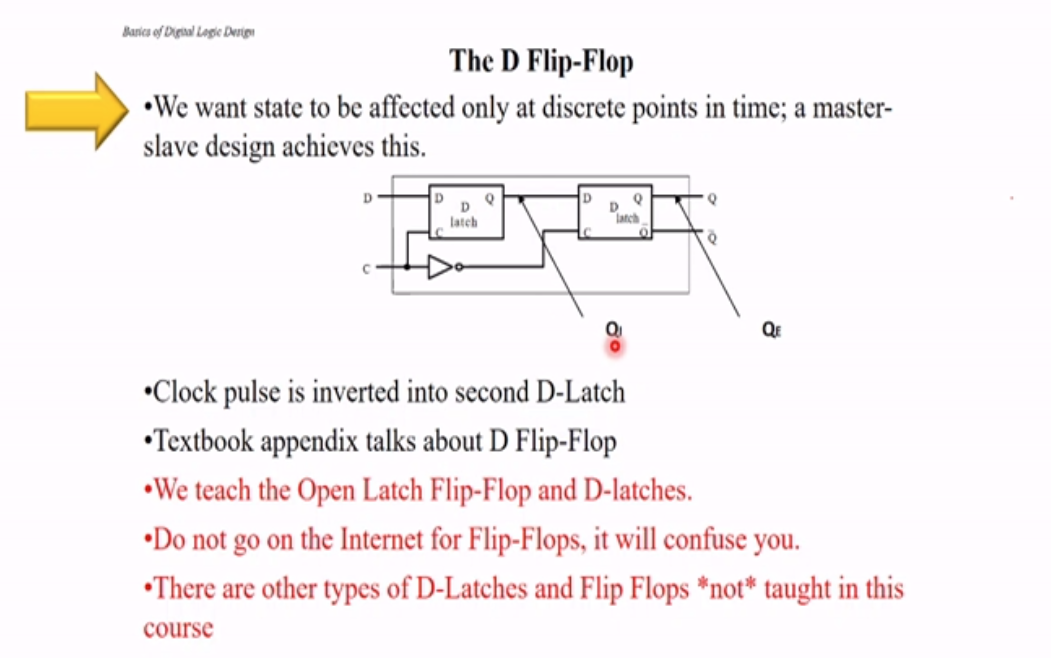 Basics of Digital Logic Design
The D Flip-Flop
•We want state to be affected only at discrete points in time; a master-
slave design achieves this.
D D Q D Q Q
D D
latch latch
C C Q̄ Q̄
C
QI QE
•Clock pulse is inverted into second D-Latch
•Textbook appendix talks about D Flip-Flop
•We teach the Open Latch Flip-Flop and D-latches.
•Do not go on the Internet for Flip-Flops, it will confuse you.
•There are other types of D-Latches and Flip Flops *not* taught in this
course